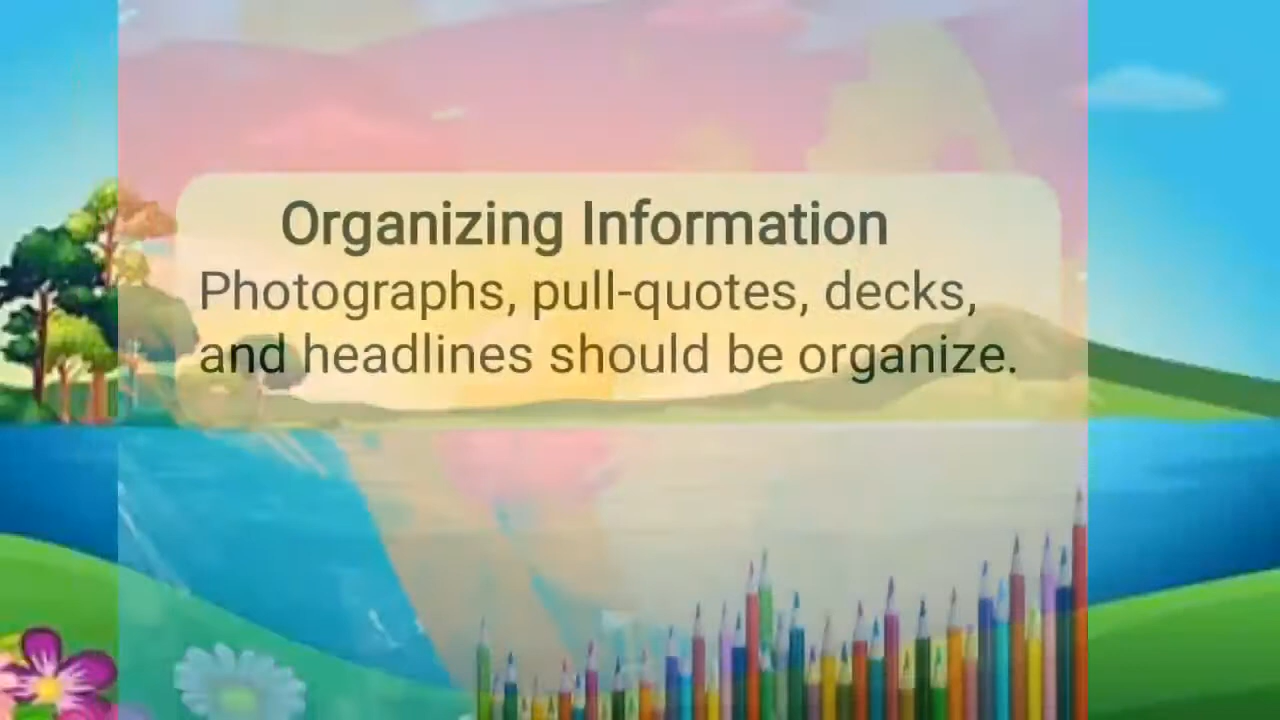 Organizing Information
Photographs, pull-quotes, decks,
and headlines should be organize.